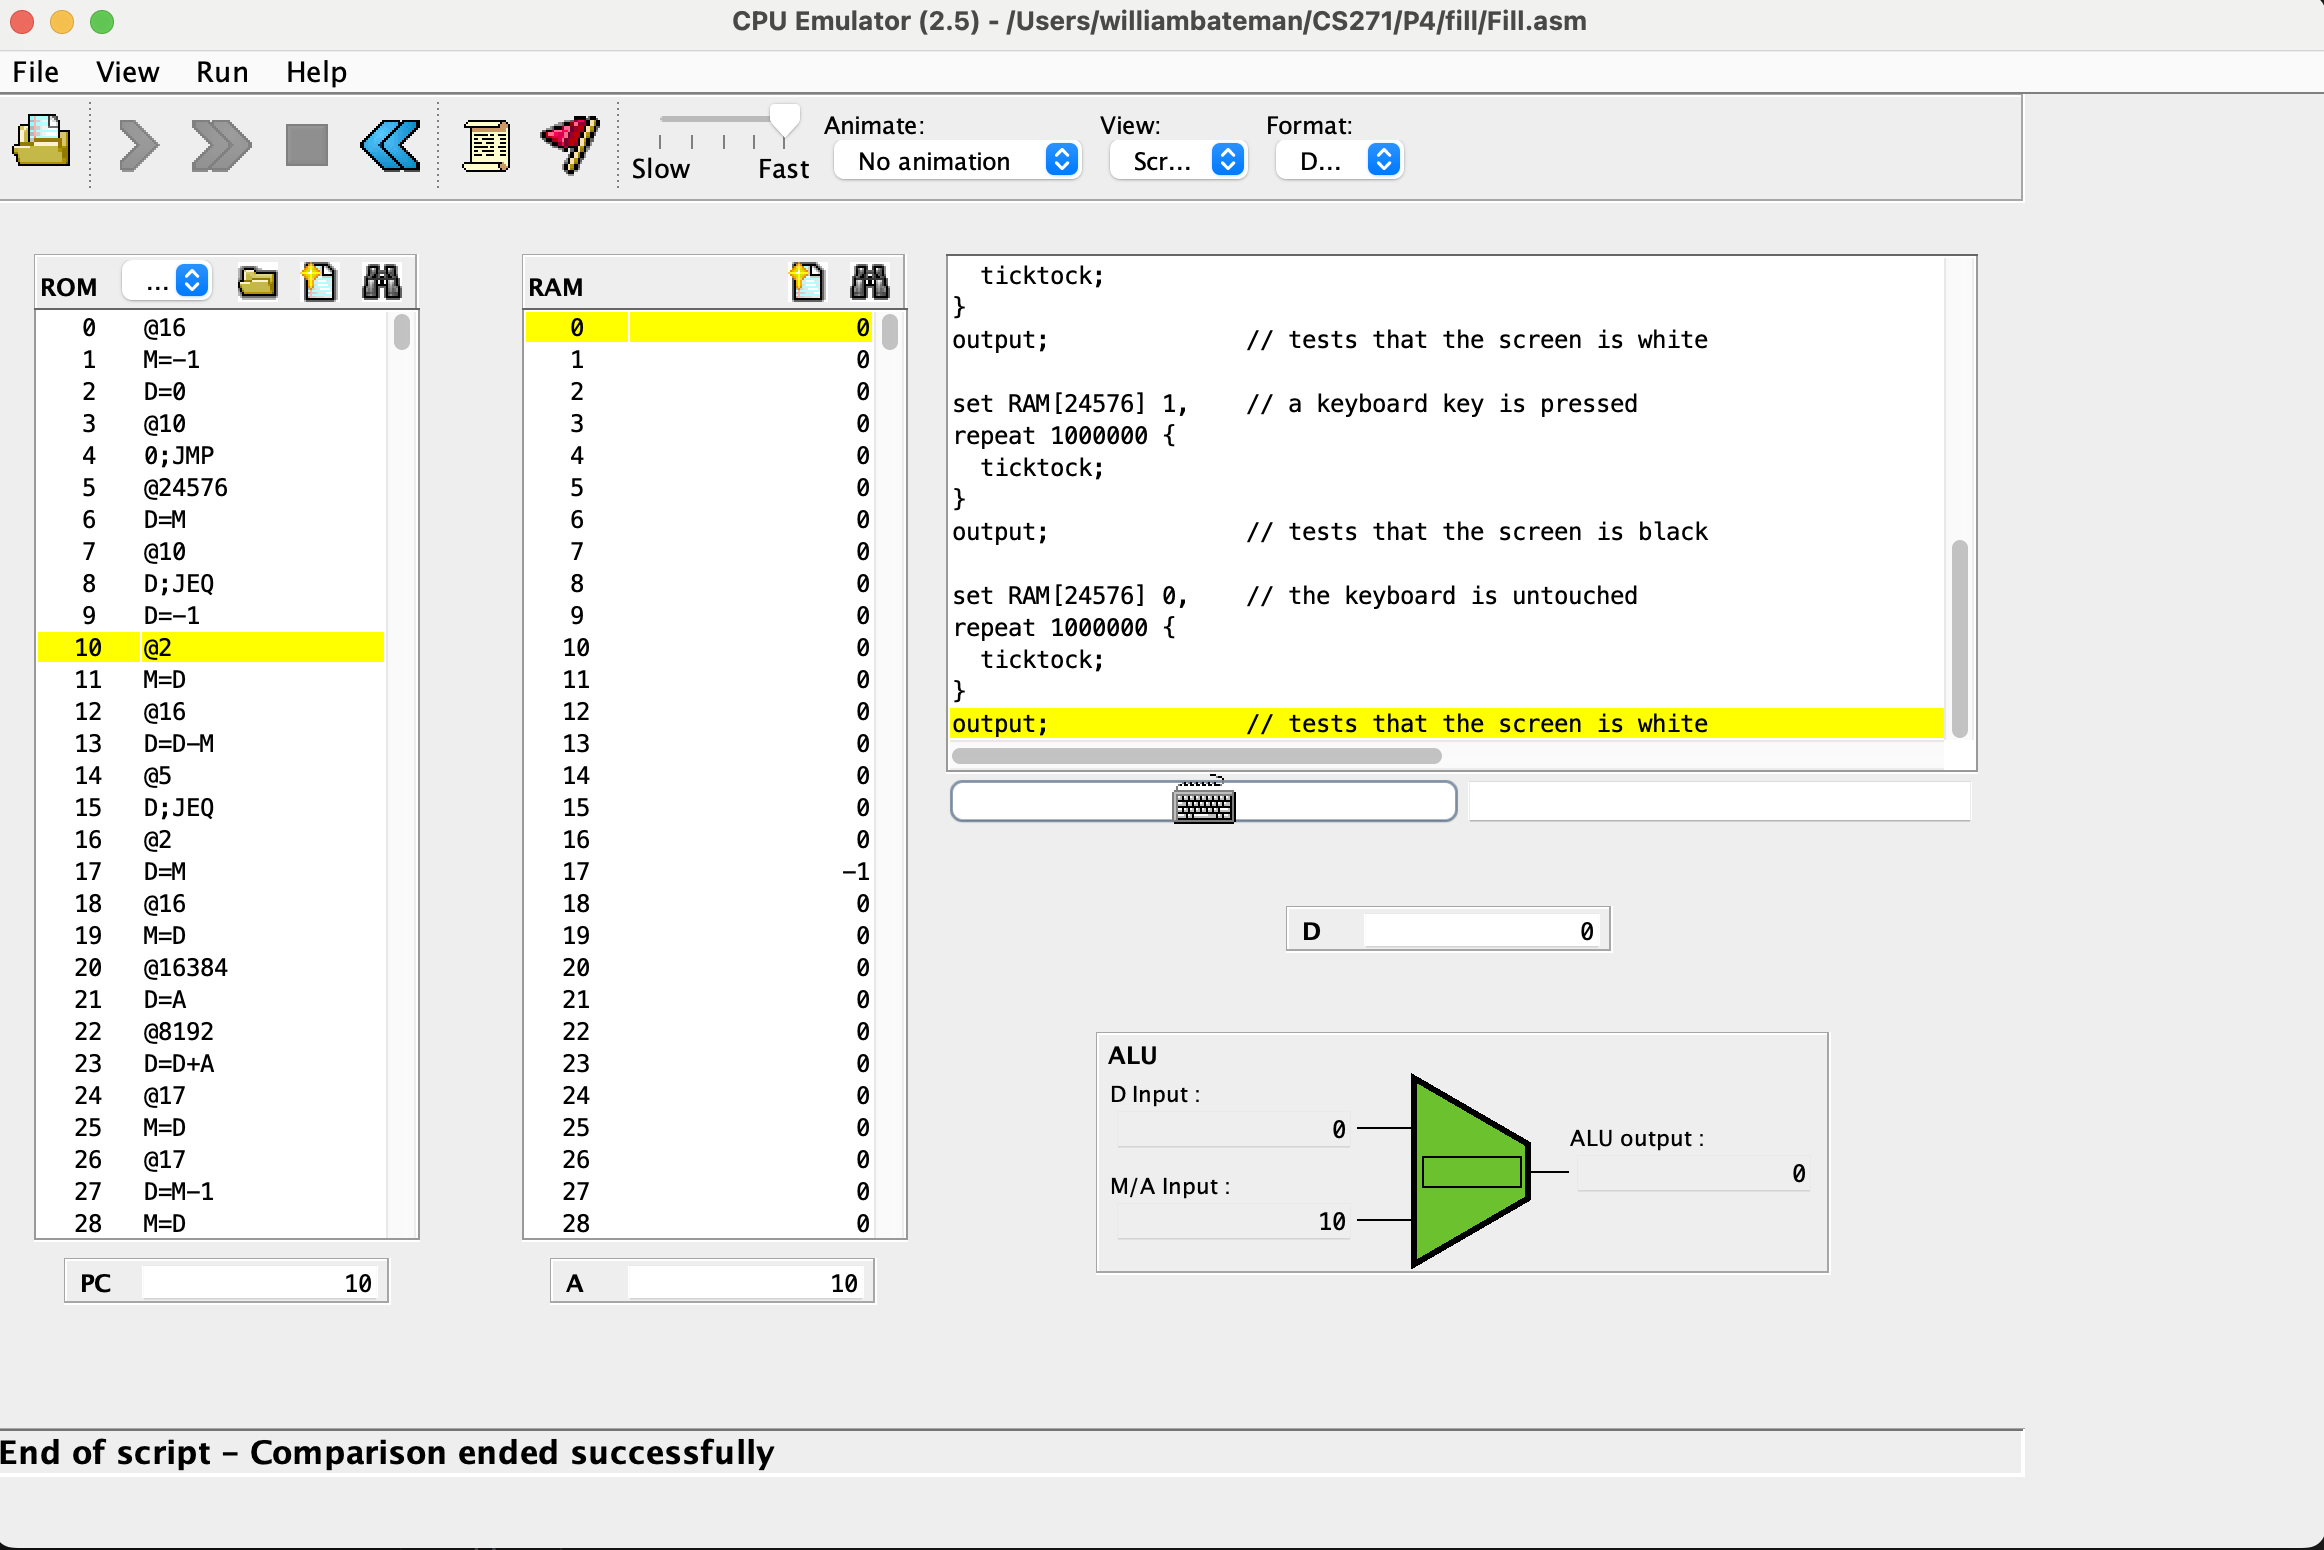 CPU Emulator (2.5) - /Users/williambateman/CS271/P4/fill/Fill.asm
File View Run Help
Animate: View: Format:
Slow Fast No animation Scr... D...
ROM ...
0 @16
1 M=-1
2 D=0
3 @10
4 0;JMP
5 @24576
6 D=M
7 @10
8 D;JEQ
9 D=-1
10 @2
11 M=D
12 @16
13 D=D-M
14 @5
15 D;JEQ
16 @2
17 D=M
18 @16
19 M=D
20 @16384
21 D=A
22 @8192
23 D=D+A
24 @17
25 M=D
26 @17
27 D=M-1
28 M=D
PC 10
RAM
0 0
1 0
2 0
3 0
4 0
5 0
6 0
7 0
8 0
9 0
10 0
11 0
12 0
13 0
14 0
15 0
16 0
17 -1
18 0
19 0
20 0
21 0
22 0
23 0
24 0
25 0
26 0
27 0
28 0
A 10
ticktock;
}
output; // tests that the screen is white
set RAM[24576] 1, // a keyboard key is pressed
repeat 1000000 {
ticktock;
}
output; // tests that the screen is black
set RAM[24576] 0, // the keyboard is untouched
repeat 1000000 {
ticktock;
}
output; // tests that the screen is white
D 0
ALU
D Input :
0
M/A Input :
10
ALU output :
0
End of script - Comparison ended successfully